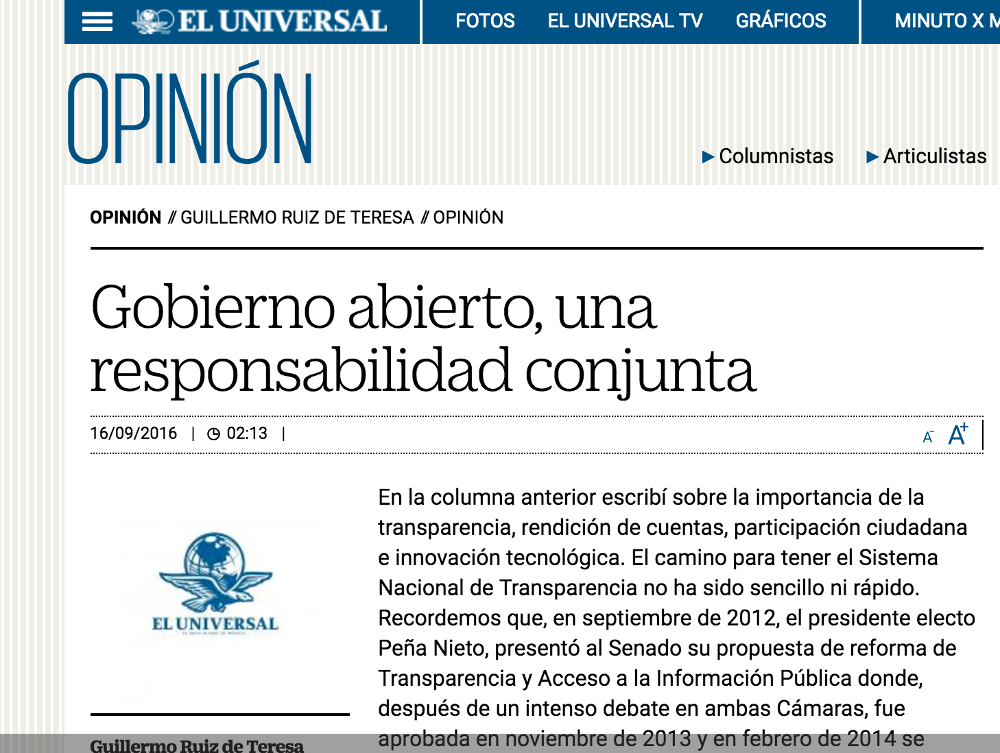 EL UNIVERSAL
FOTOS EL UNIVERSAL TV GRÁFICOS MINUTO X M
OPINIÓN
Columnistas Articulistas
OPINIÓN // GUILLERMO RUIZ DE TERESA // OPINIÓN
Gobierno abierto, una
responsabilidad conjunta
16/09/2016 | 02:13 |
A- A+
EL UNIVERSAL
Guillermo Ruiz de Teresa
En la columna anterior escribí sobre la importancia de la
transparencia, rendición de cuentas, participación ciudadana
e innovación tecnológica. El camino para tener el Sistema
Nacional de Transparencia no ha sido sencillo ni rápido.
Recordemos que, en septiembre de 2012, el presidente electo
Peña Nieto, presentó al Senado su propuesta de reforma de
Transparencia y Acceso a la Información Pública donde,
después de un intenso debate en ambas Cámaras, fue
aprobada en noviembre de 2013 y en febrero de 2014 se